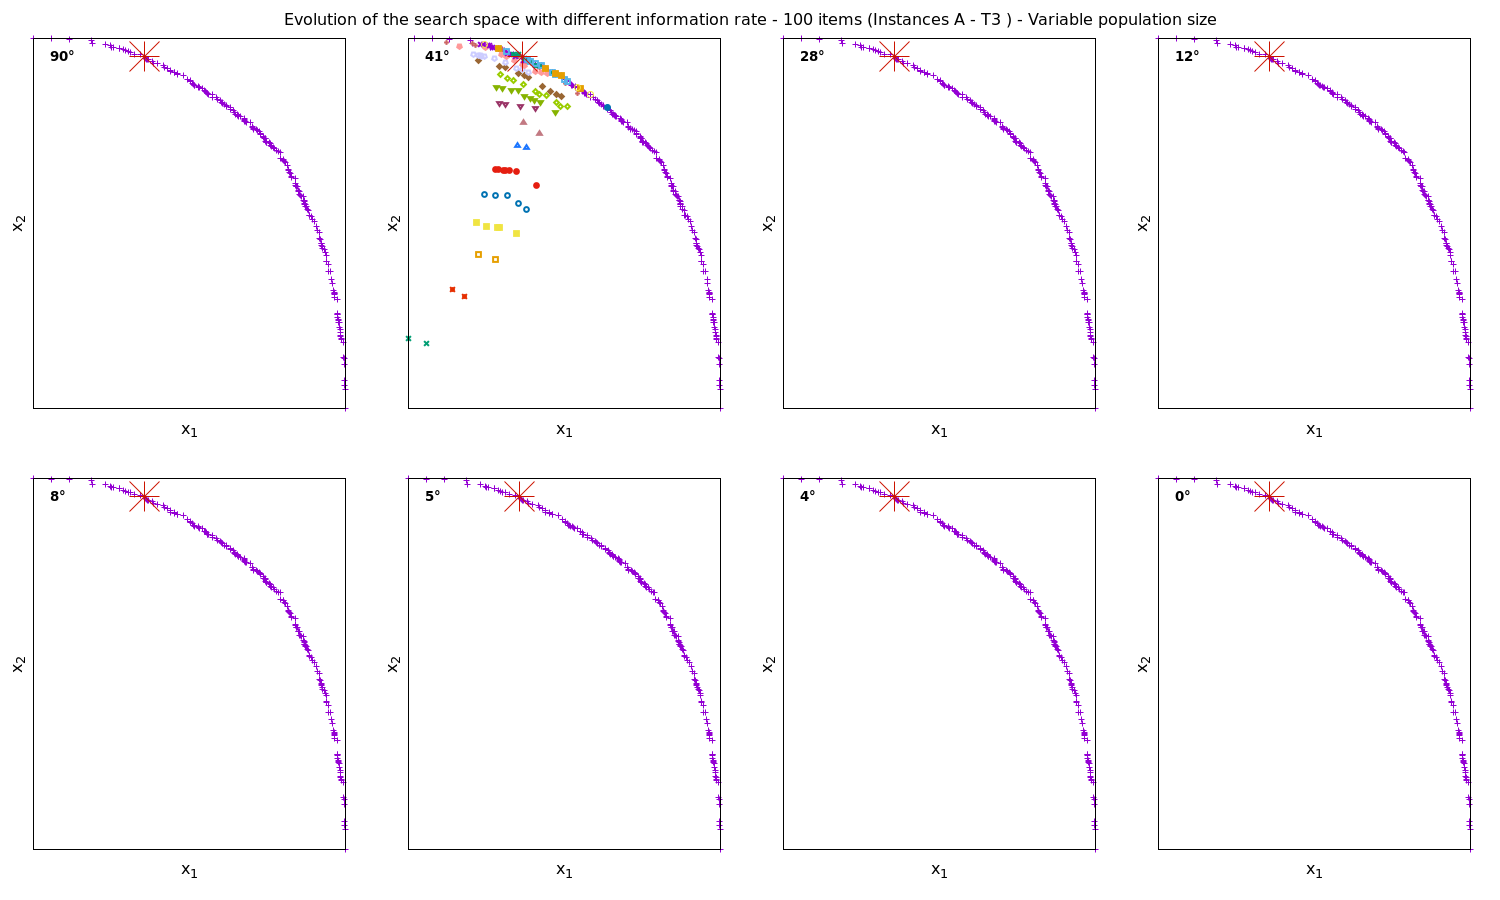 Evolution of the search space with different information rate - 100 items (Instances A - T3 ) - Variable population size
90°
41°
28°
12°
x2
x2
x2
x2
x1
x1
x1
x1
8°
5°
4°
0°
x2
x2
x2
x2
x1
x1
x1
x1